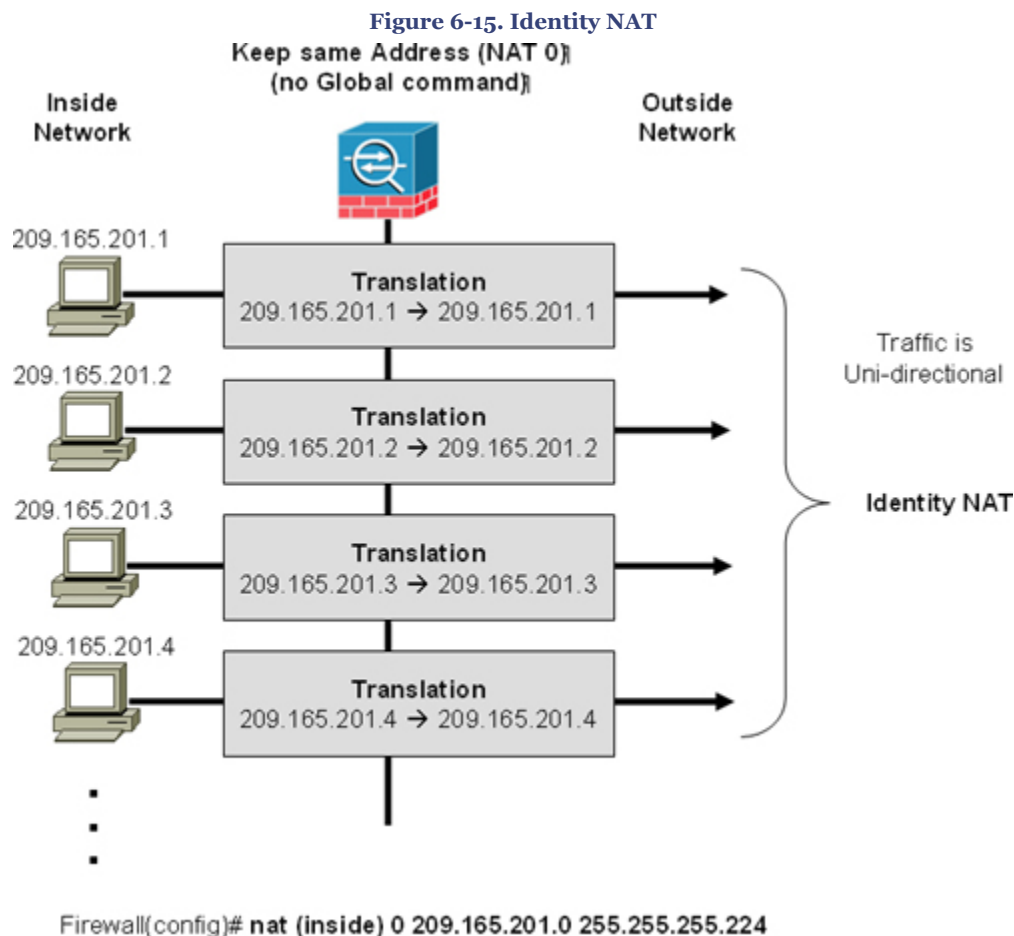 Figure 6-15. Identity NAT
Keep same Address (NAT 0)
(no Global command)
Inside
Network
Outside
Network
209.165.201.1
Translation
209.165.201.1 → 209.165.201.1
209.165.201.2
Translation
209.165.201.2 → 209.165.201.2
209.165.201.3
Translation
209.165.201.3 → 209.165.201.3
209.165.201.4
Translation
209.165.201.4 → 209.165.201.4
Traffic is
Uni-directional
Identity NAT
Firewall(config)# nat (inside) 0 209.165.201.0 255.255.255.224